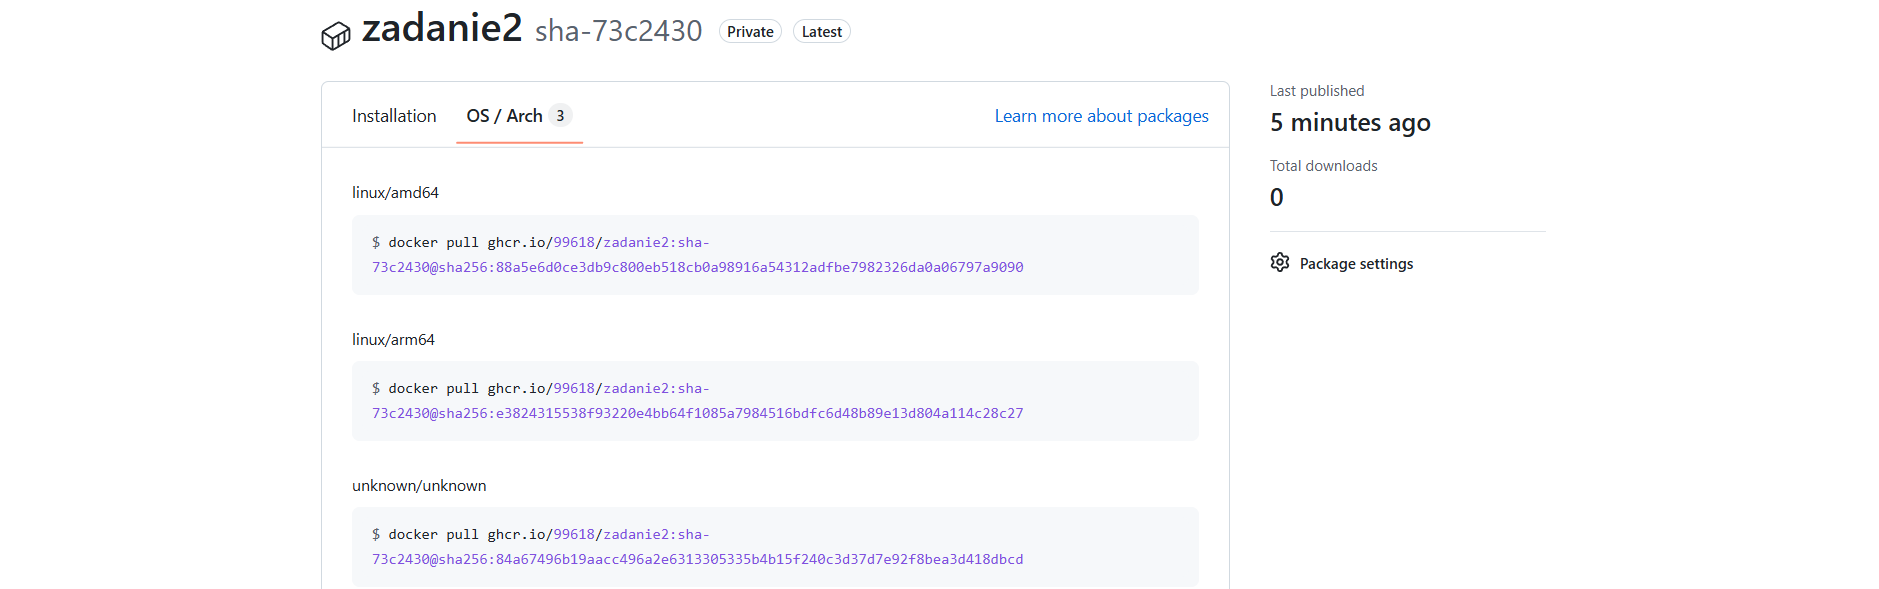 zadanie2 sha-73c2430 Private Latest
Installation OS / Arch 3 Learn more about packages
linux/amd64
$ docker pull ghcr.io/99618/zadanie2:sha-
73c2430@sha256:88a5e6d0ce3db9c800eb518cb0a98916a54312adfbe7982326da0a06797a9090
linux/arm64
$ docker pull ghcr.io/99618/zadanie2:sha-
73c2430@sha256:e3824315538f93220e4bb64f1085a7984516bdfc6d48b89e13d804a114c28c27
unknown/unknown
$ docker pull ghcr.io/99618/zadanie2:sha-
73c2430@sha256:84a67496b19aacc496a2e6313305335b4b15f240c3d37d7e92f8bea3d418dbcd
Last published
5 minutes ago
Total downloads
0
Package settings